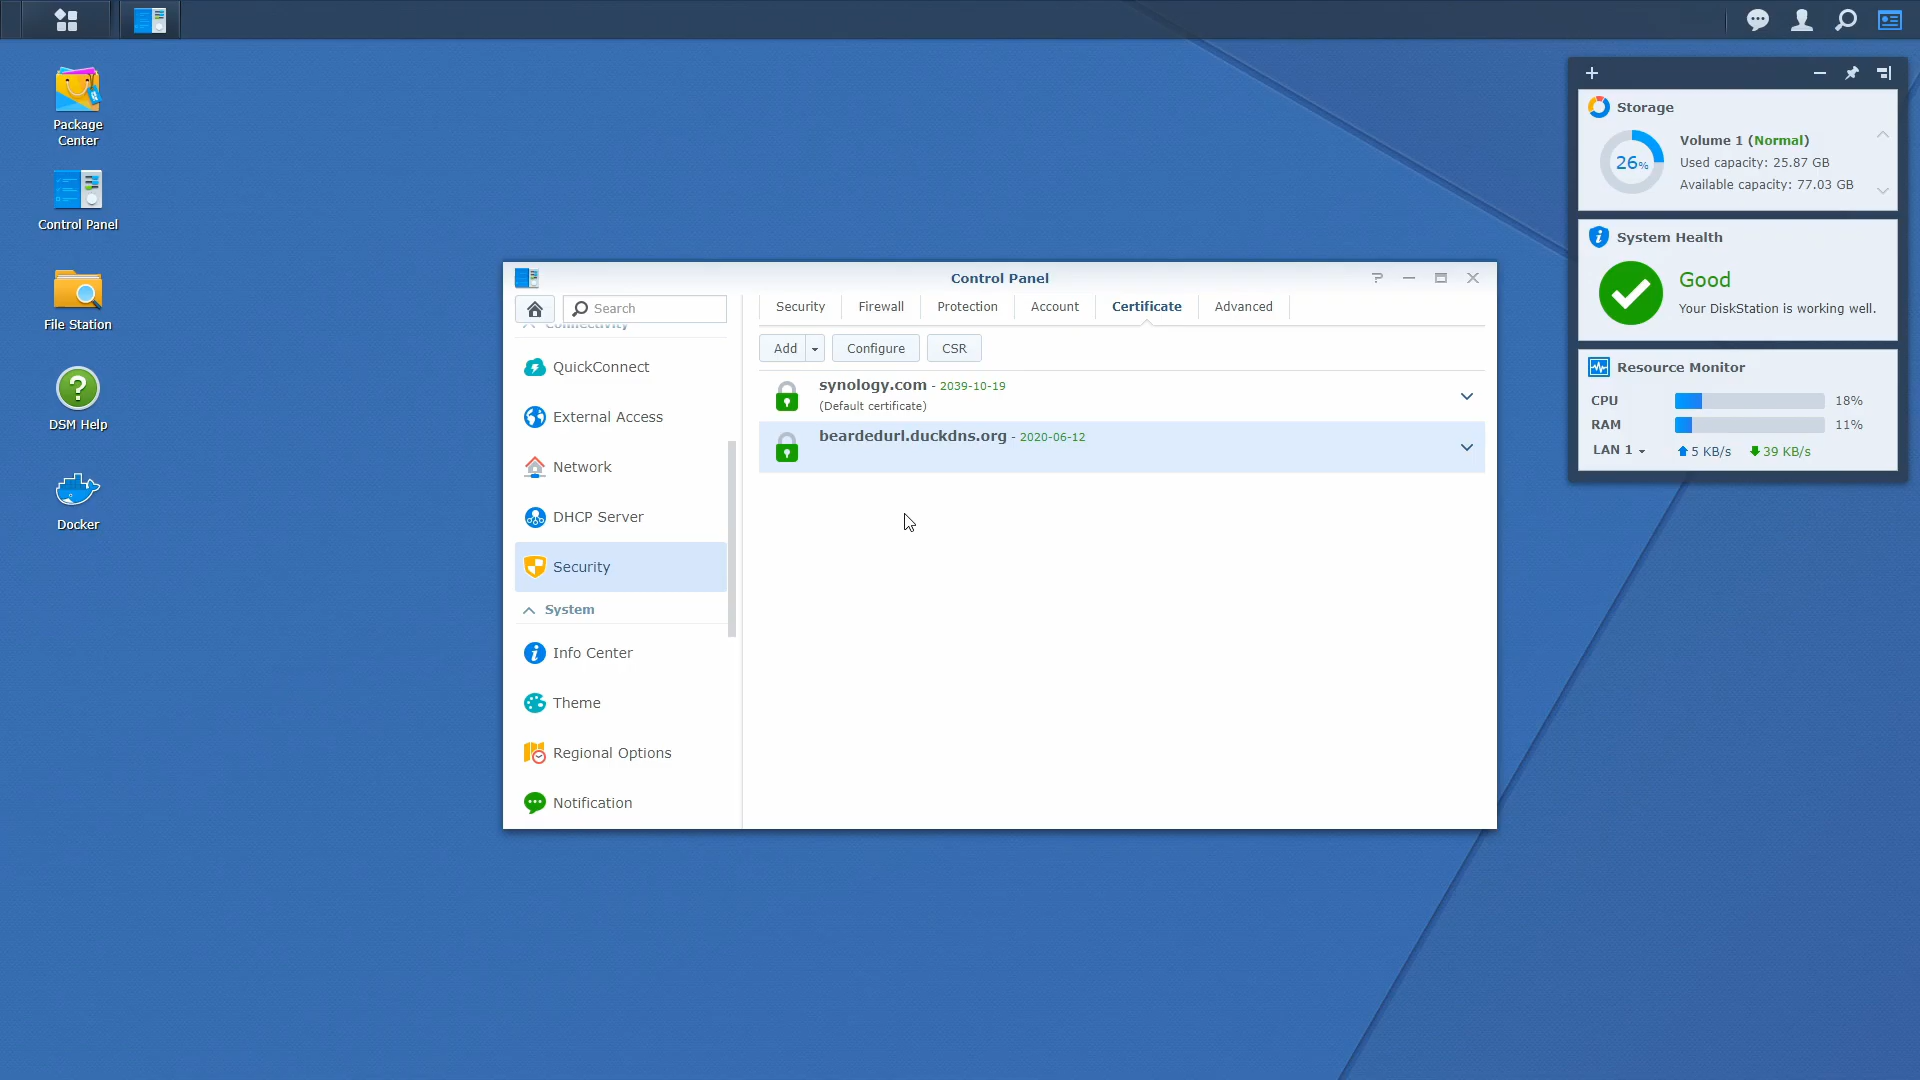 Package
Center
Control Panel
File Station
DSM Help
Docker
Control Panel
Search
Connectivity
QuickConnect
External Access
Network
DHCP Server
Security
System
Info Center
Theme
Regional Options
Notification
Security Firewall Protection Account Certificate Advanced
Add Configure CSR
synology.com - 2039-10-19
(Default certificate)
beardedurl.duckdns.org - 2020-06-12
Storage
26%
Volume 1 (Normal)
Used capacity: 25.87 GB
Available capacity: 77.03 GB
System Health
Good
Your DiskStation is working well.
Resource Monitor
CPU 18%
RAM 11%
LAN 1 5 KB/s 39 KB/s